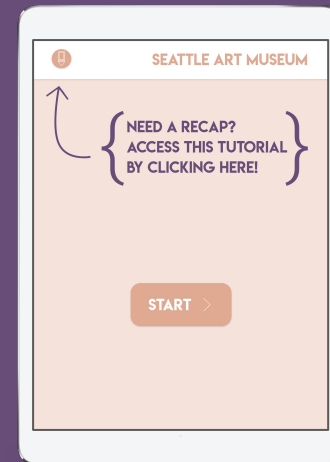 SEATTLE ART MUSEUM
NEED A RECAP?
ACCESS THIS TUTORIAL
BY CLICKING HERE!
START